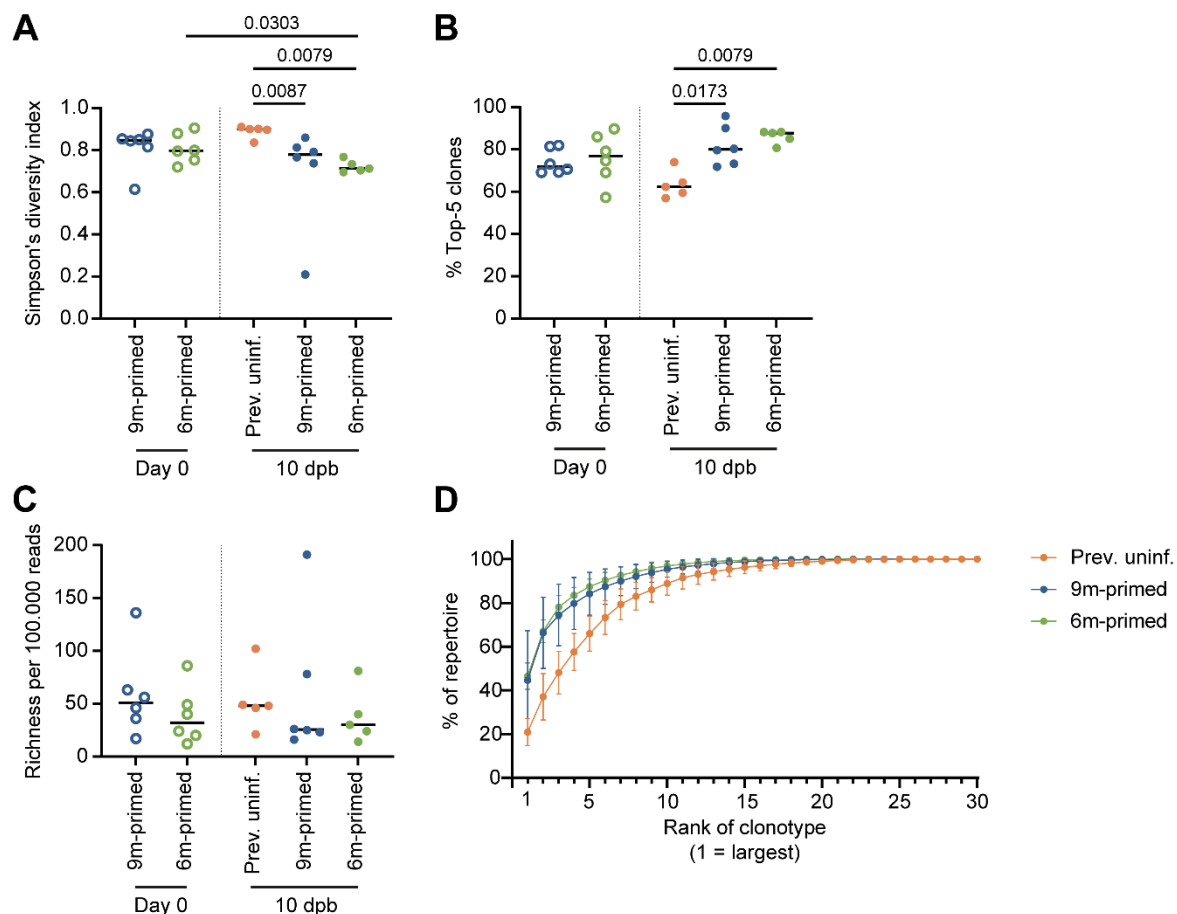 A
0.0303
0.0079
0.0087
1.0
0.8
0.6
0.4
0.2
0.0
Simpson's diversity index
9m-primed
6m-primed
Prev. uninf.
9m-primed
6m-primed
Day 0
10 dpb
B
0.0079
0.0173
100
80
60
40
20
0
% Top-5 clones
9m-primed
6m-primed
Prev. uninf.
9m-primed
6m-primed
Day 0
10 dpb
C
200
150
100
50
0
Richness per 100.000 reads
9m-primed
6m-primed
Prev. uninf.
9m-primed
6m-primed
Day 0
10 dpb
D
100
80
60
40
20
0
% of repertoire
1
5
10
15
20
25
30
Rank of clonotype
(1 = largest)
Prev. uninf.
9m-primed
6m-primed